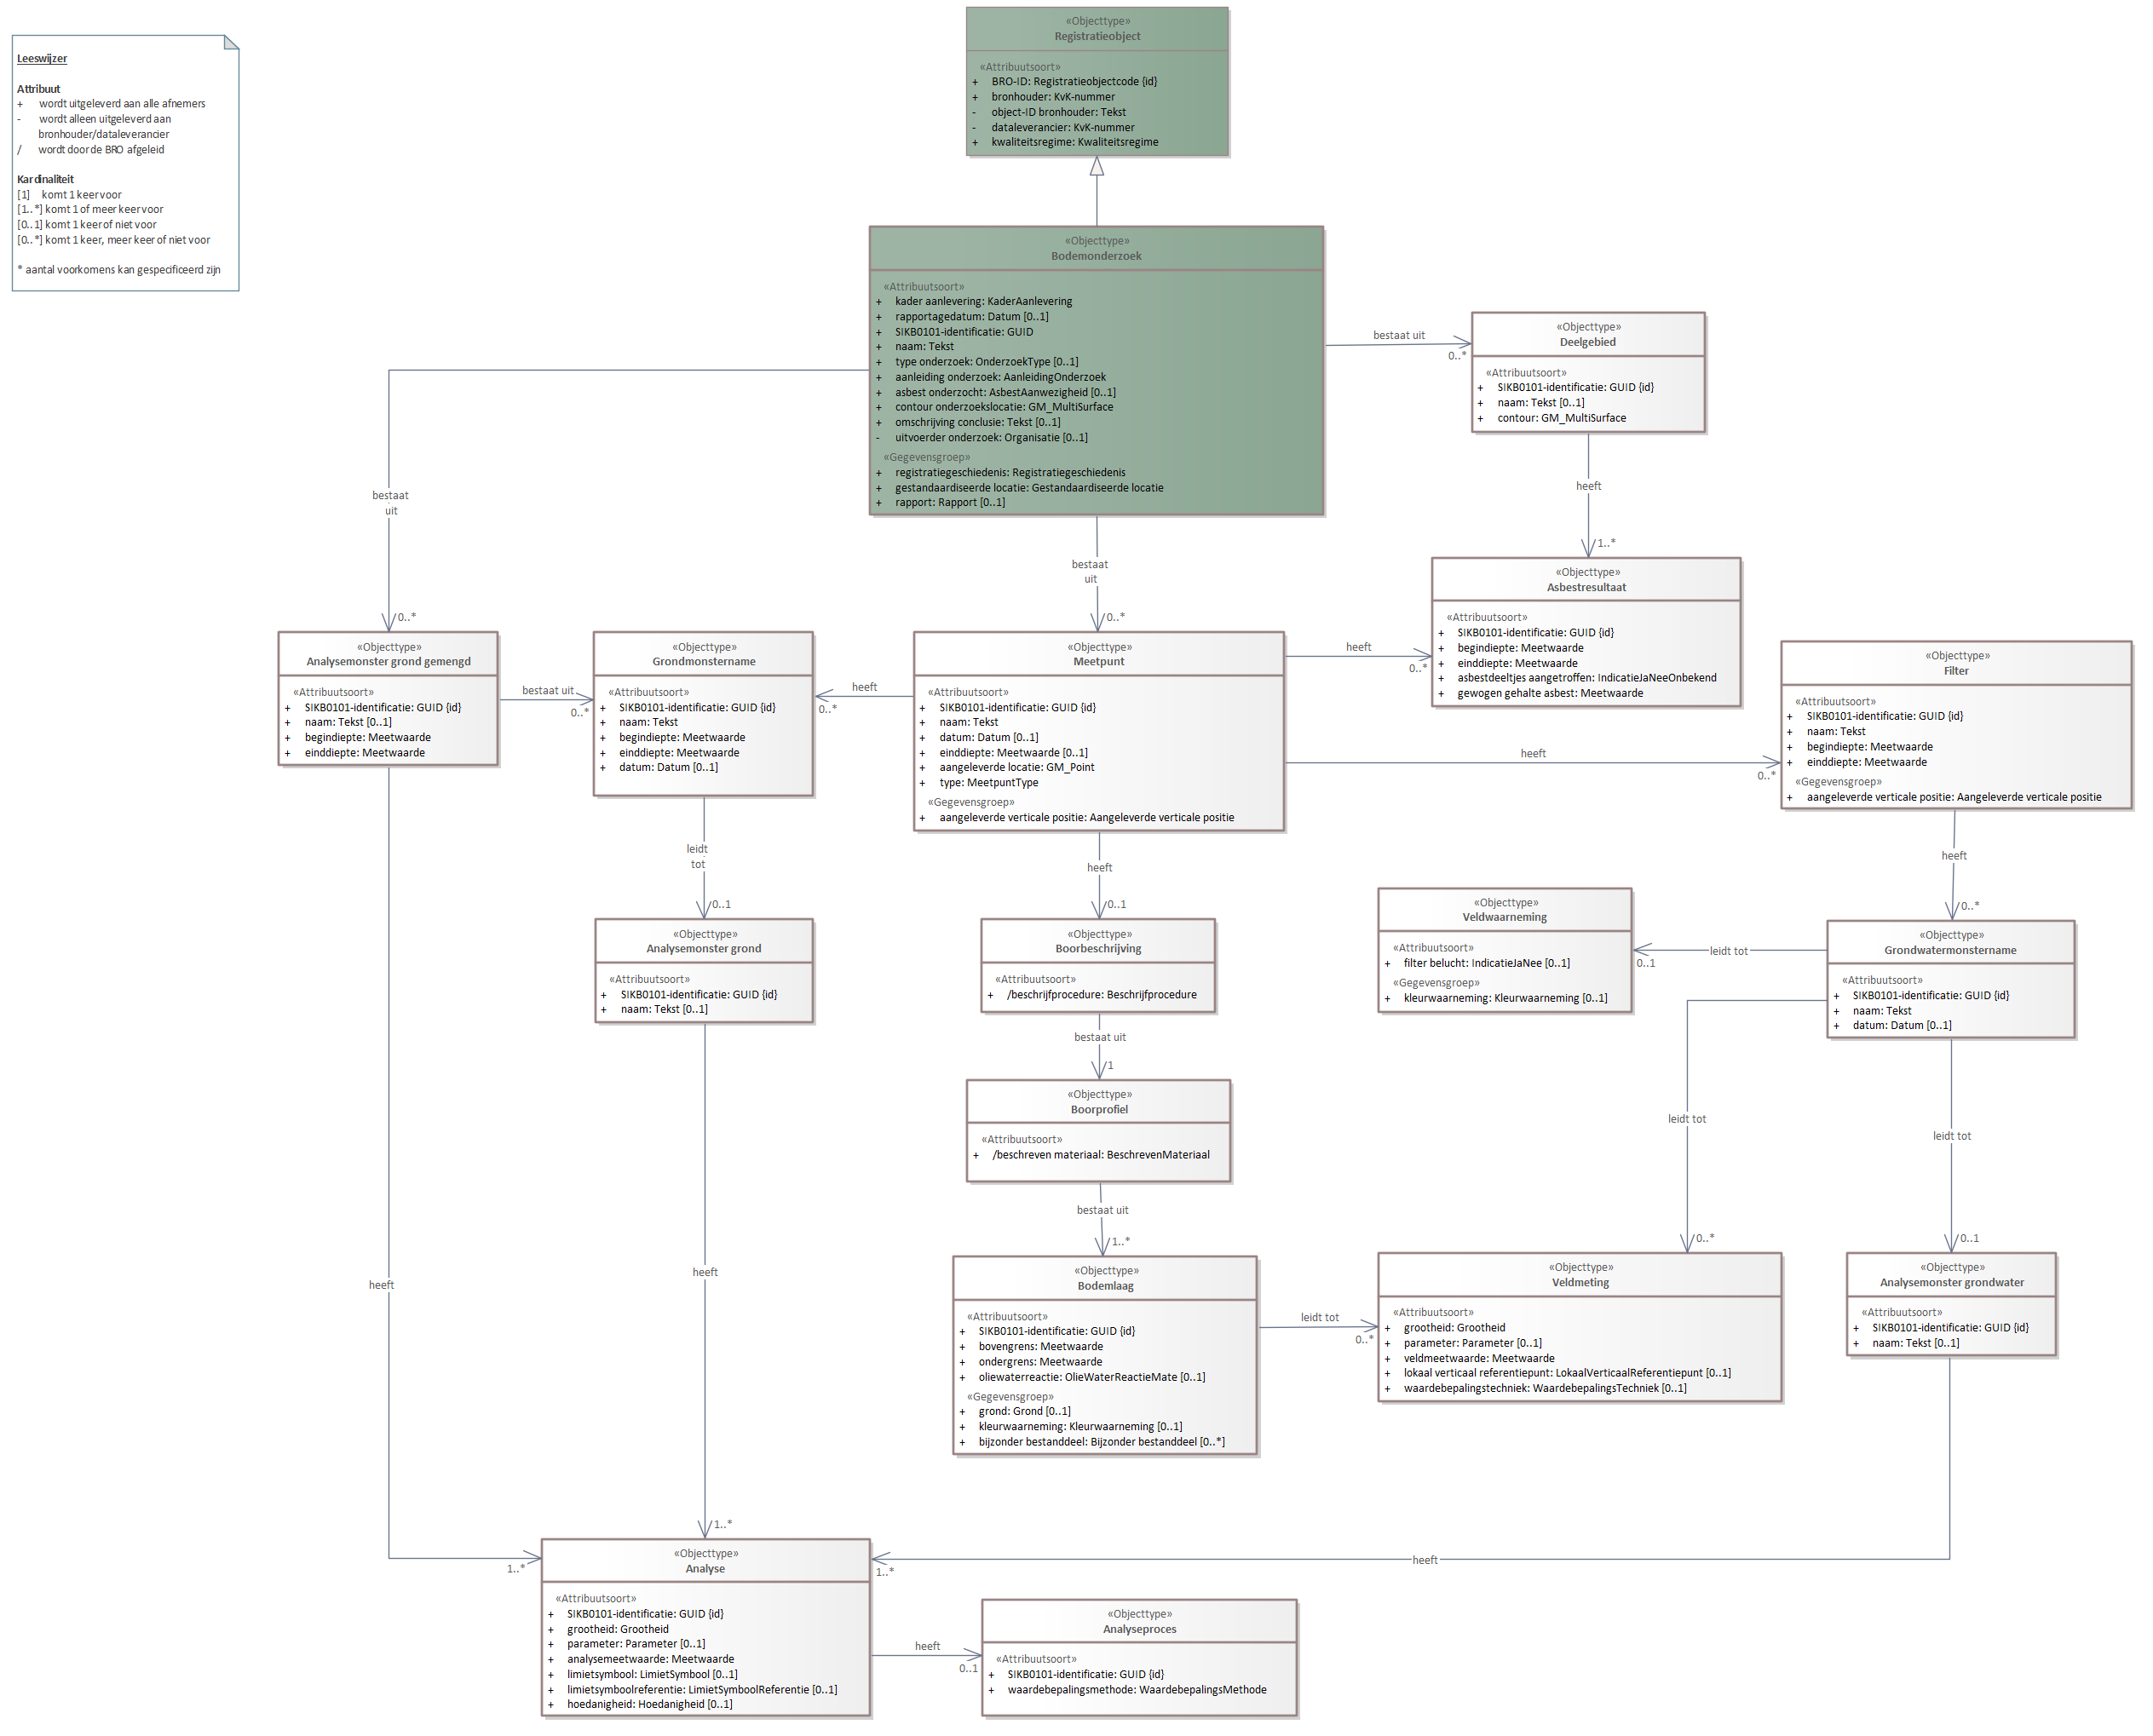 Leeswijzer
Attribuut
+ wordt uitgeleverd aan alle afnemers
- wordt alleen uitgeleverd aan
bronhouder/dataleverancier
/ wordt door de BRO afgeleid
Kardinaliteit
[1] komt 1 keer voor
[1..*] komt 1 of meer keer voor
[0..1] komt 1 keer of niet voor
[0..*] komt 1 keer, meer keer of niet voor
* aantal voorkomens kan gespecificeerd zijn
«Objecttype»
Registratieobject
«Attribuutsoort»
+ BRO-ID: Registratieobjectcode {id}
+ bronhouder: KvK-nummer
- object-ID bronhouder: Tekst
- dataleverancier: KvK-nummer
+ kwaliteitsregime: Kwaliteitsregime
«Objecttype»
Bodemonderzoek
«Attribuutsoort»
+ kader aanlevering: KaderAanlevering
+ rapportagedatum: Datum [0..1]
+ SIKB0101-identificatie: GUID
+ naam: Tekst
+ type onderzoek: OnderzoekType [0..1]
+ aanleiding onderzoek: AanleidingOnderzoek
+ asbest onderzocht: AsbestAanwezigheid [0..1]
+ contour onderzoekslocatie: GM_MultiSurface
+ omschrijving conclusie: Tekst [0..1]
- uitvoerder onderzoek: Organisatie [0..1]
«Gegevensgroep»
+ registratiegeschiedenis: Registratiegeschiedenis
+ gestandaardiseerde locatie: Gestandaardiseerde locatie
+ rapport: Rapport [0..1]
bestaat uit
0..*
«Objecttype»
Deelgebied
«Attribuutsoort»
+ SIKB0101-identificatie: GUID {id}
+ naam: Tekst [0..1]
+ contour: GM_MultiSurface
heeft
1..*
bestaat
uit
0..*
bestaat
uit
0..*
«Objecttype»
Asbestresultaat
«Attribuutsoort»
+ SIKB0101-identificatie: GUID {id}
+ begindiepte: Meetwaarde
+ einddiepte: Meetwaarde
+ asbestdeeltjes aangetroffen: IndicatieJaNeeOnbekend
+ gewogen gehalte asbest: Meetwaarde
«Objecttype»
Analysemonster grond gemengd
«Attribuutsoort»
+ SIKB0101-identificatie: GUID {id}
+ naam: Tekst [0..1]
+ begindiepte: Meetwaarde
+ einddiepte: Meetwaarde
bestaat uit
0..*
«Objecttype»
Grondmonstername
«Attribuutsoort»
+ SIKB0101-identificatie: GUID {id}
+ naam: Tekst
+ begindiepte: Meetwaarde
+ einddiepte: Meetwaarde
+ datum: Datum [0..1]
heeft
0..*
«Objecttype»
Meetpunt
«Attribuutsoort»
+ SIKB0101-identificatie: GUID {id}
+ naam: Tekst
+ datum: Datum [0..1]
+ einddiepte: Meetwaarde [0..1]
+ aangeleverde locatie: GM_Point
+ type: MeetpuntType
«Gegevensgroep»
+ aangeleverde verticale positie: Aangeleverde verticale positie
heeft
0..*
heeft
0..*
«Objecttype»
Filter
«Attribuutsoort»
+ SIKB0101-identificatie: GUID {id}
+ naam: Tekst
+ begindiepte: Meetwaarde
+ einddiepte: Meetwaarde
«Gegevensgroep»
+ aangeleverde verticale positie: Aangeleverde verticale positie
leidt
tot
0..1
heeft
0..1
heeft
0..*
«Objecttype»
Analysemonster grond
«Attribuutsoort»
+ SIKB0101-identificatie: GUID {id}
+ naam: Tekst [0..1]
«Objecttype»
Boorbeschrijving
«Attribuutsoort»
+ /beschrijfprocedure: Beschrijfprocedure
«Objecttype»
Veldwaarneming
«Attribuutsoort»
+ filter belucht: IndicatieJaNee [0..1]
«Gegevensgroep»
+ kleurwaarneming: Kleurwaarneming [0..1]
leidt tot
0..1
«Objecttype»
Grondwatermonstername
«Attribuutsoort»
+ SIKB0101-identificatie: GUID {id}
+ naam: Tekst
+ datum: Datum [0..1]
bestaat uit
1
«Objecttype»
Boorprofiel
«Attribuutsoort»
+ /beschreven materiaal: BeschrevenMateriaal
leidt tot
0..*
leidt tot
0..1
bestaat uit
1..*
«Objecttype»
Bodemlaag
«Attribuutsoort»
+ SIKB0101-identificatie: GUID {id}
+ bovengrens: Meetwaarde
+ ondergrens: Meetwaarde
+ oliewaterreactie: OlieWaterReactieMate [0..1]
«Gegevensgroep»
+ grond: Grond [0..1]
+ kleurwaarneming: Kleurwaarneming [0..1]
+ bijzonder bestanddeel: Bijzonder bestanddeel [0..*]
leidt tot
0..*
«Objecttype»
Veldmeting
«Attribuutsoort»
+ grootheid: Grootheid
+ parameter: Parameter [0..1]
+ veldmeetwaarde: Meetwaarde
+ lokaal verticaal referentiepunt: LokaalVerticaalReferentiepunt [0..1]
+ waardebepalingstechniek: WaardebepalingsTechniek [0..1]
«Objecttype»
Analysemonster grondwater
«Attribuutsoort»
+ SIKB0101-identificatie: GUID {id}
+ naam: Tekst [0..1]
heeft
1..*
heeft
1..*
heeft
1..*
«Objecttype»
Analyse
«Attribuutsoort»
+ SIKB0101-identificatie: GUID {id}
+ grootheid: Grootheid
+ parameter: Parameter [0..1]
+ analysemeetwaarde: Meetwaarde
+ limietsymbool: LimietSymbool [0..1]
+ limietsymboolreferentie: LimietSymboolReferentie [0..1]
+ hoedanigheid: Hoedanigheid [0..1]
heeft
0..1
«Objecttype»
Analyseproces
«Attribuutsoort»
+ SIKB0101-identificatie: GUID {id}
+ waardebepalingsmethode: WaardebepalingsMethode